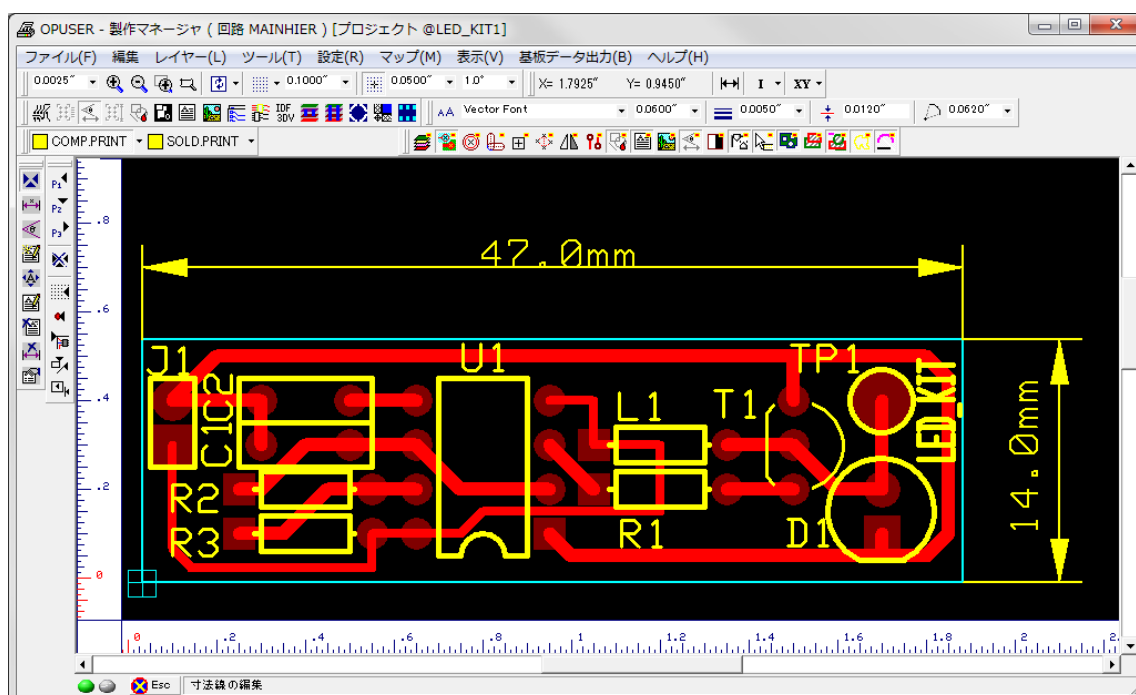 OPUSER - 製作マネージャ ( 回路 MAINHIER ) [プロジェクト @LED_KIT1]
ファイル(F) 編集 レイヤー(L) ツール(T) 設定(R) マップ(M) 表示(V) 基板データ出力(B) ヘルプ(H)
0.0025" 0.1000" 0.0500" 1.0° X= 1.7925" Y= 0.9450" I XY
IDF 3DV AA Vector Font 0.0600" 0.0050" 0.0120" 0.0620"
COMP.PRINT SOLD.PRINT
P1
P2
P3
.8
.6
.4
.2
0
47.0mm
J1 U1 TP1
C1C2 L1 T1 LED_KIT
R2
R3 R1 D1
14.0mm
0 .2 .4 .6 .8 1 1.2 1.4 1.6 1.8 2 2.
Esc 寸法線の編集